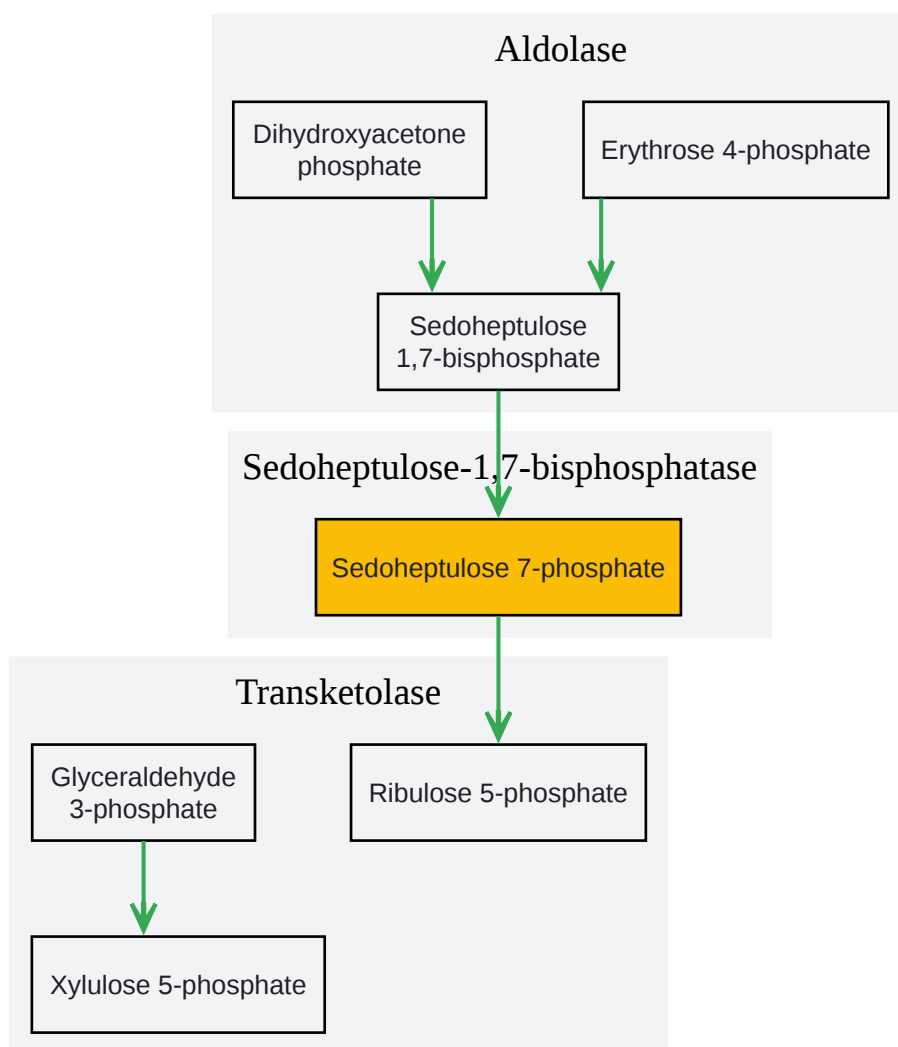 Aldolase
Dihydroxyacetone
phosphate
Erythrose 4-phosphate
Sedoheptulose
1,7-bisphosphate
Sedoheptulose-1,7-bisphosphatase
Sedoheptulose 7-phosphate
Transketolase
Glyceraldehyde
3-phosphate
Ribulose 5-phosphate
Xylulose 5-phosphate